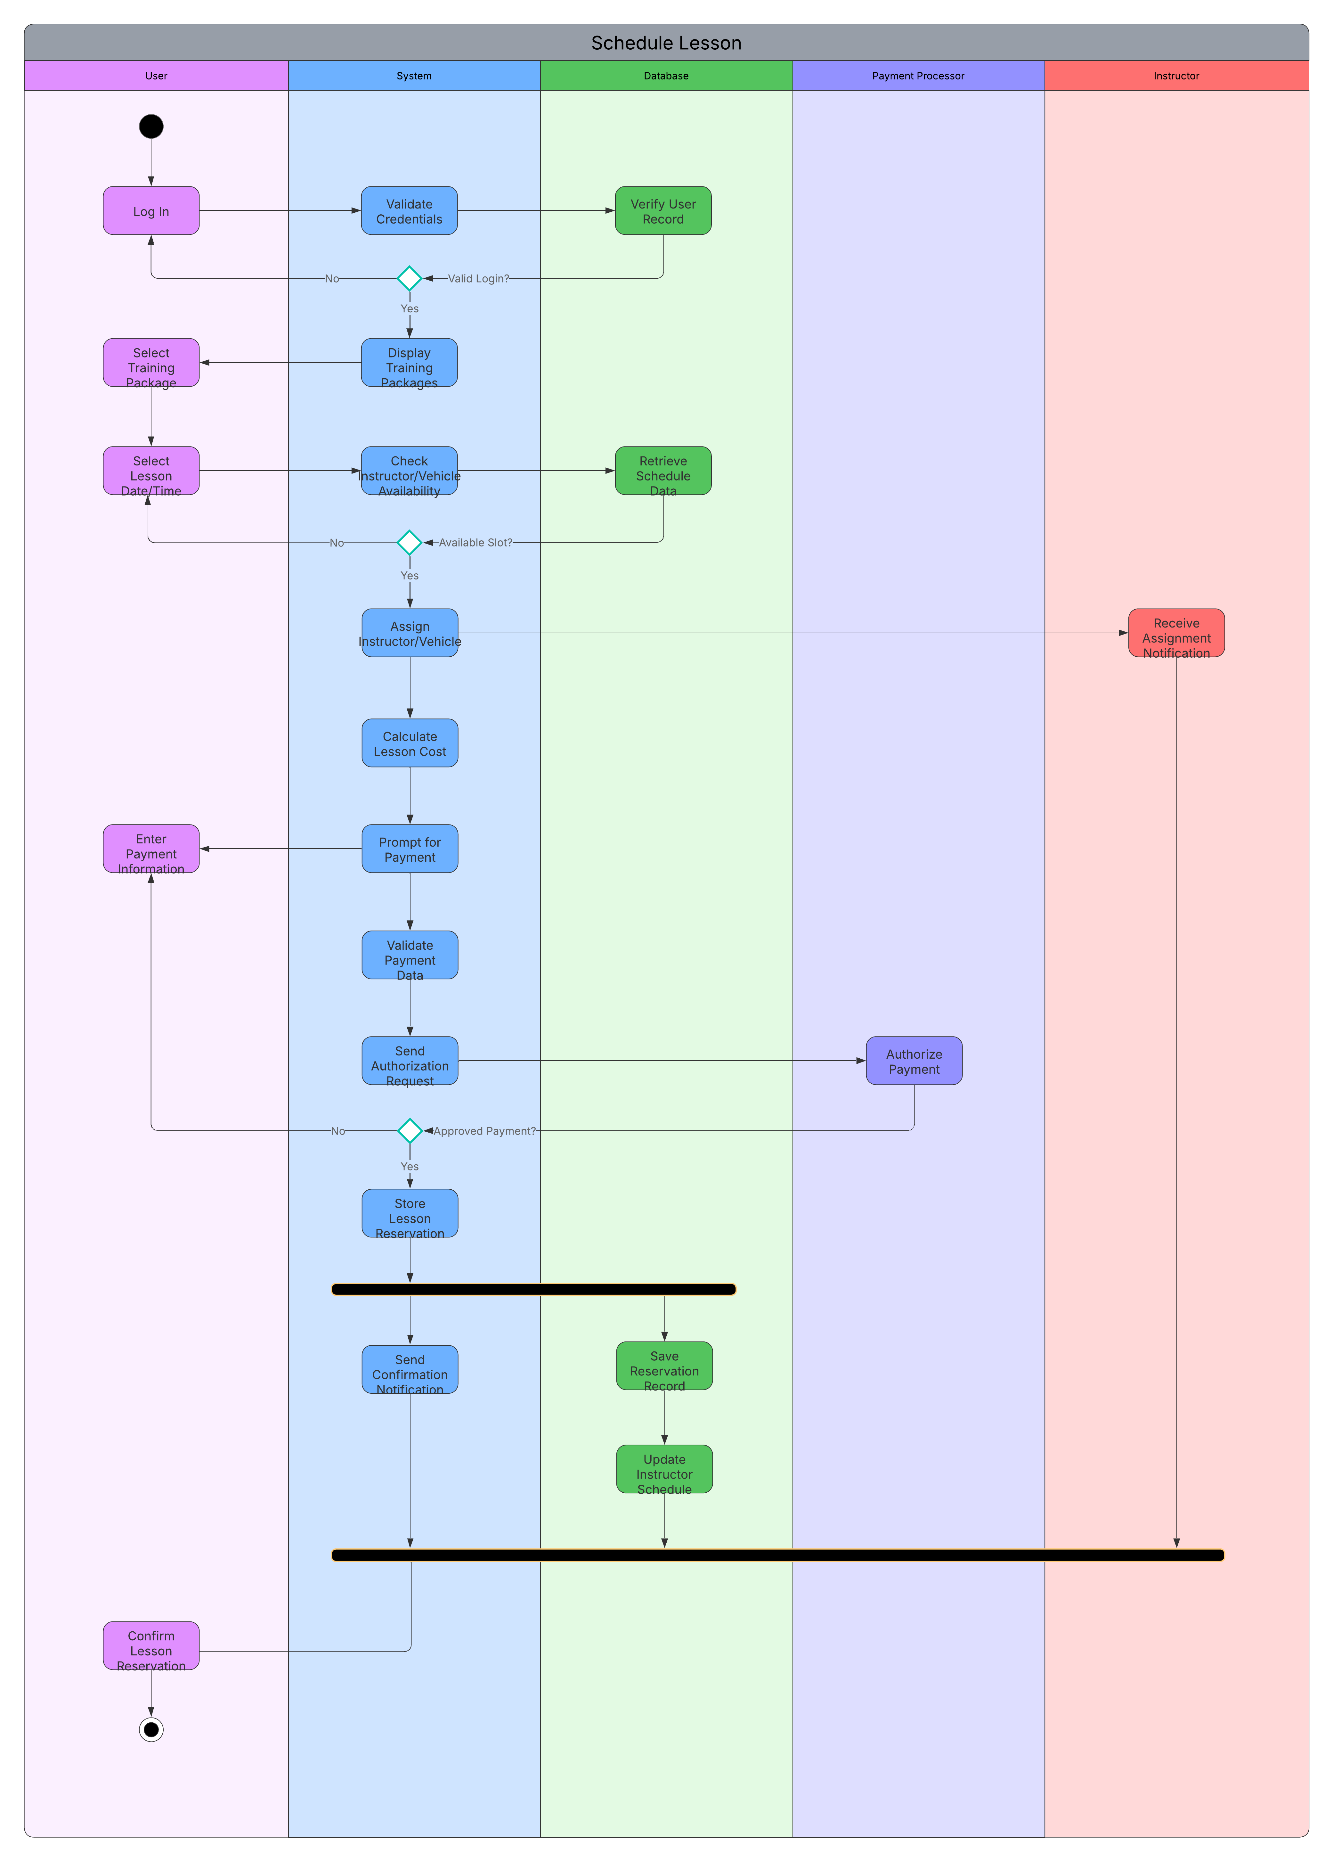 Schedule Lesson
User
System
Database
Payment Processor
Instructor
Log In
Validate
Credentials
Verify User
Record
No
Valid Login?
Yes
Select
Training
Package
Display
Training
Packages
Select
Lesson
Date/Time
Check
Instructor/Vehicle
Availability
Retrieve
Schedule
Data
No
Available Slot?
Yes
Assign
Instructor/Vehicle
Receive
Assignment
Notification
Calculate
Lesson Cost
Enter
Payment
Information
Prompt for
Payment
Validate
Payment
Data
Send
Authorization
Request
Authorize
Payment
No
Approved Payment?
Yes
Store
Lesson
Reservation
Send
Confirmation
Notification
Save
Reservation
Record
Update
Instructor
Schedule
Confirm
Lesson
Reservation